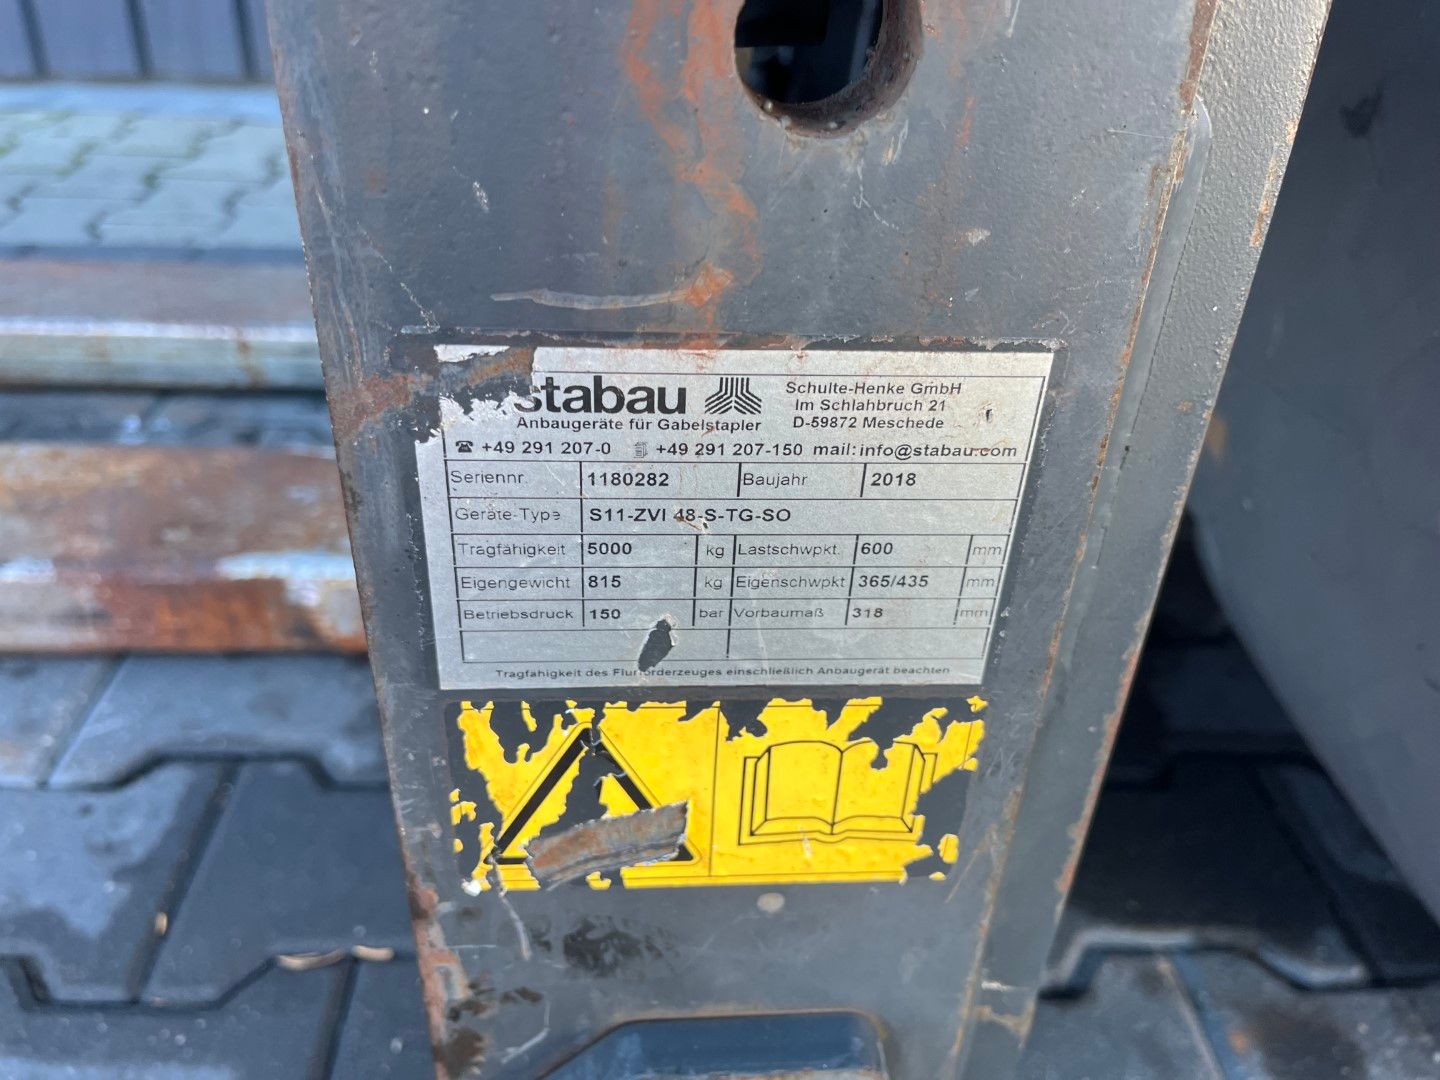 stabau
Schulte-Henke GmbH
Im Schlahbruch 21
D-59872 Meschede
Anbaugeräte für Gabelstapler
+49 291 207-0 +49 291 207-150 mail: info@stabau.com
Seriennr. 1180282 Baujahr 2018
Geräte-Type S11-ZVI 48-S-TG-SO
Tragfähigkeit 5000 kg Lastschwpkt. 600 mm
Eigengewicht 815 kg Eigenschwpkt 365/435 mm
Betriebsdruck 150 bar Vorbaumaß 318 mm
Tragfähigkeit des Flurförderzeuges einschließlich Anbaugerät beachten